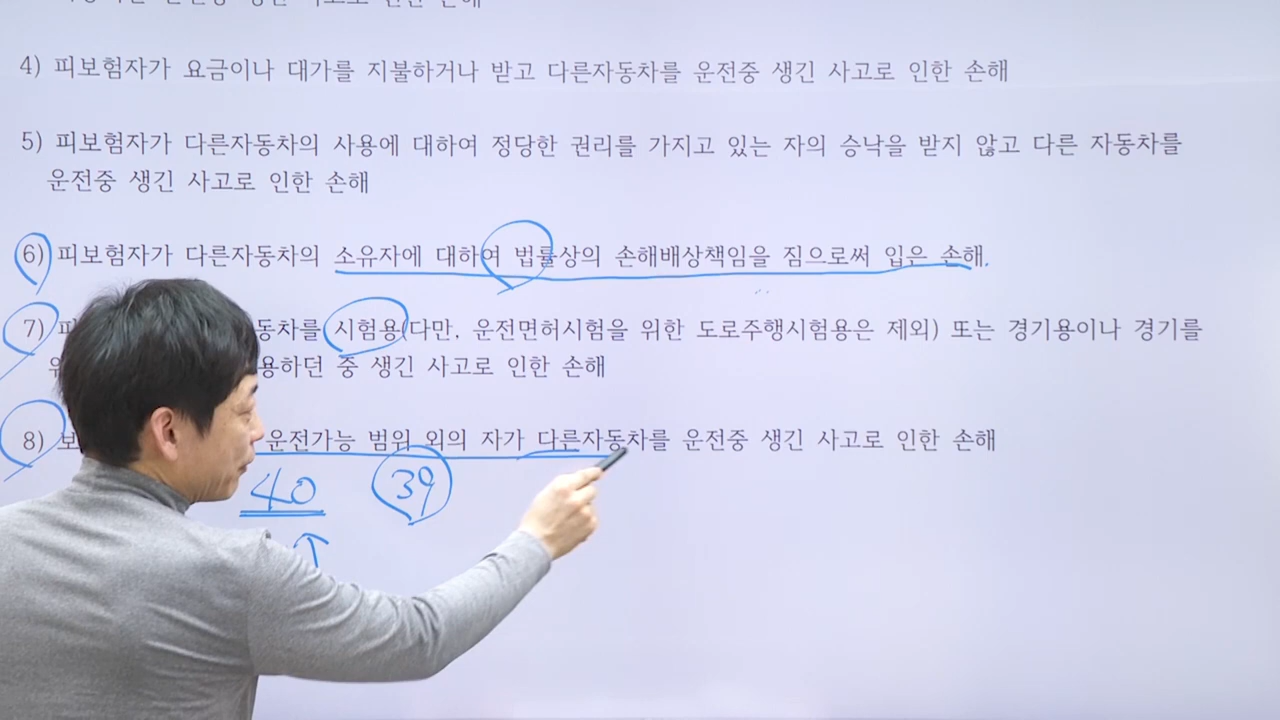 인한 손해
4) 피보험자가 요금이나 대가를 지불하거나 받고 다른자동차를 운전중 생긴 사고로 인한 손해
5) 피보험자가 다른자동차의 사용에 대하여 정당한 권리를 가지고 있는 자의 승낙을 받지 않고 다른 자동차를
운전중 생긴 사고로 인한 손해
6) 피보험자가 다른자동차의 소유자에 대하여 법률상의 손해배상책임을 짐으로써 입은 손해.
7) 동차를 시험용(다만, 운전면허시험을 위한 도로주행시험용은 제외) 또는 경기용이나 경기를
용하던 중 생긴 사고로 인한 손해
8) 운전가능 범위 외의 자가 다른자동차를 운전중 생긴 사고로 인한 손해
40 39